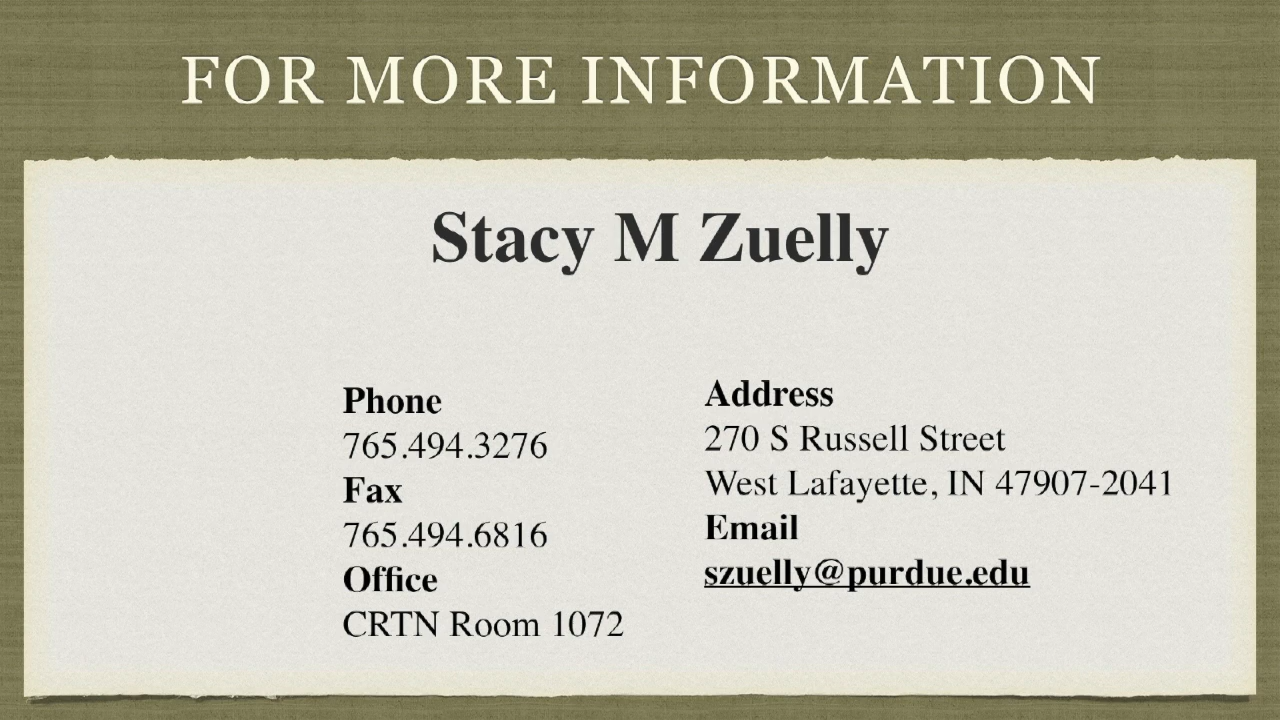 FOR MORE INFORMATION
Stacy M Zuelly
Phone
765.494.3276
Fax
765.494.6816
Office
CRTN Room 1072
Address
270 S Russell Street
West Lafayette, IN 47907-2041
Email
szuelly@purdue.edu